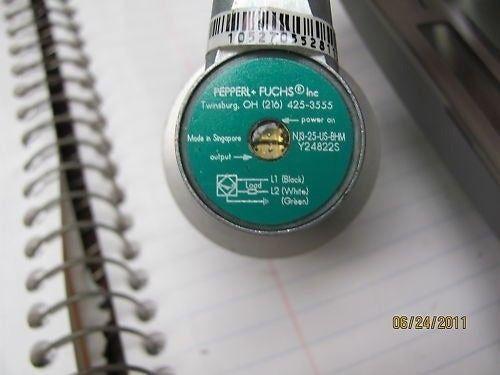 PEPPERL+ FUCHS® Inc
Twinsburg, OH (216) 425-3555
power on
Made in Singapore
NJ3-25-US-BHM
Y24822S
output
L1 (Black)
Load
L2 (White)
(Green)
06/24/2011